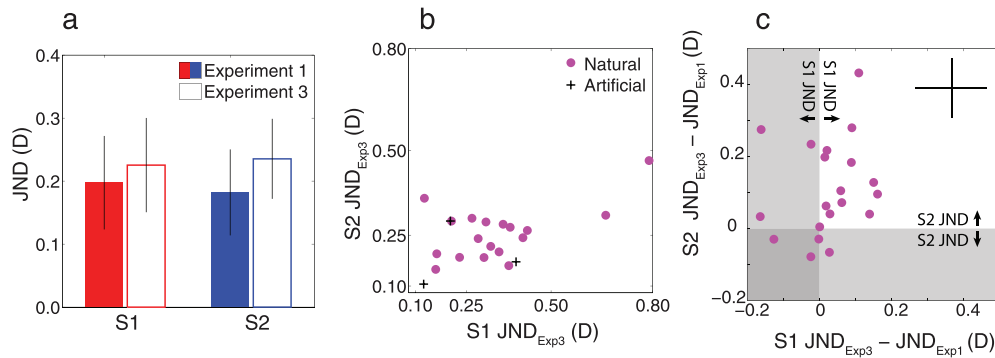 a
JND (D)
0.4
0.3
0.2
0.1
0.0
S1
S2
Experiment 1
Experiment 3
b
S2 JND_Exp3 (D)
0.80
0.50
0.25
0.10
0.10
0.25
0.50
0.80
S1 JND_Exp3 (D)
Natural
Artificial
c
S2 JND_Exp3 − JND_Exp1 (D)
0.4
0.2
0
−0.2
−0.2
0
0.2
0.4
S1 JND_Exp3 − JND_Exp1 (D)
S1 JND
S1 JND
S2 JND
S2 JND